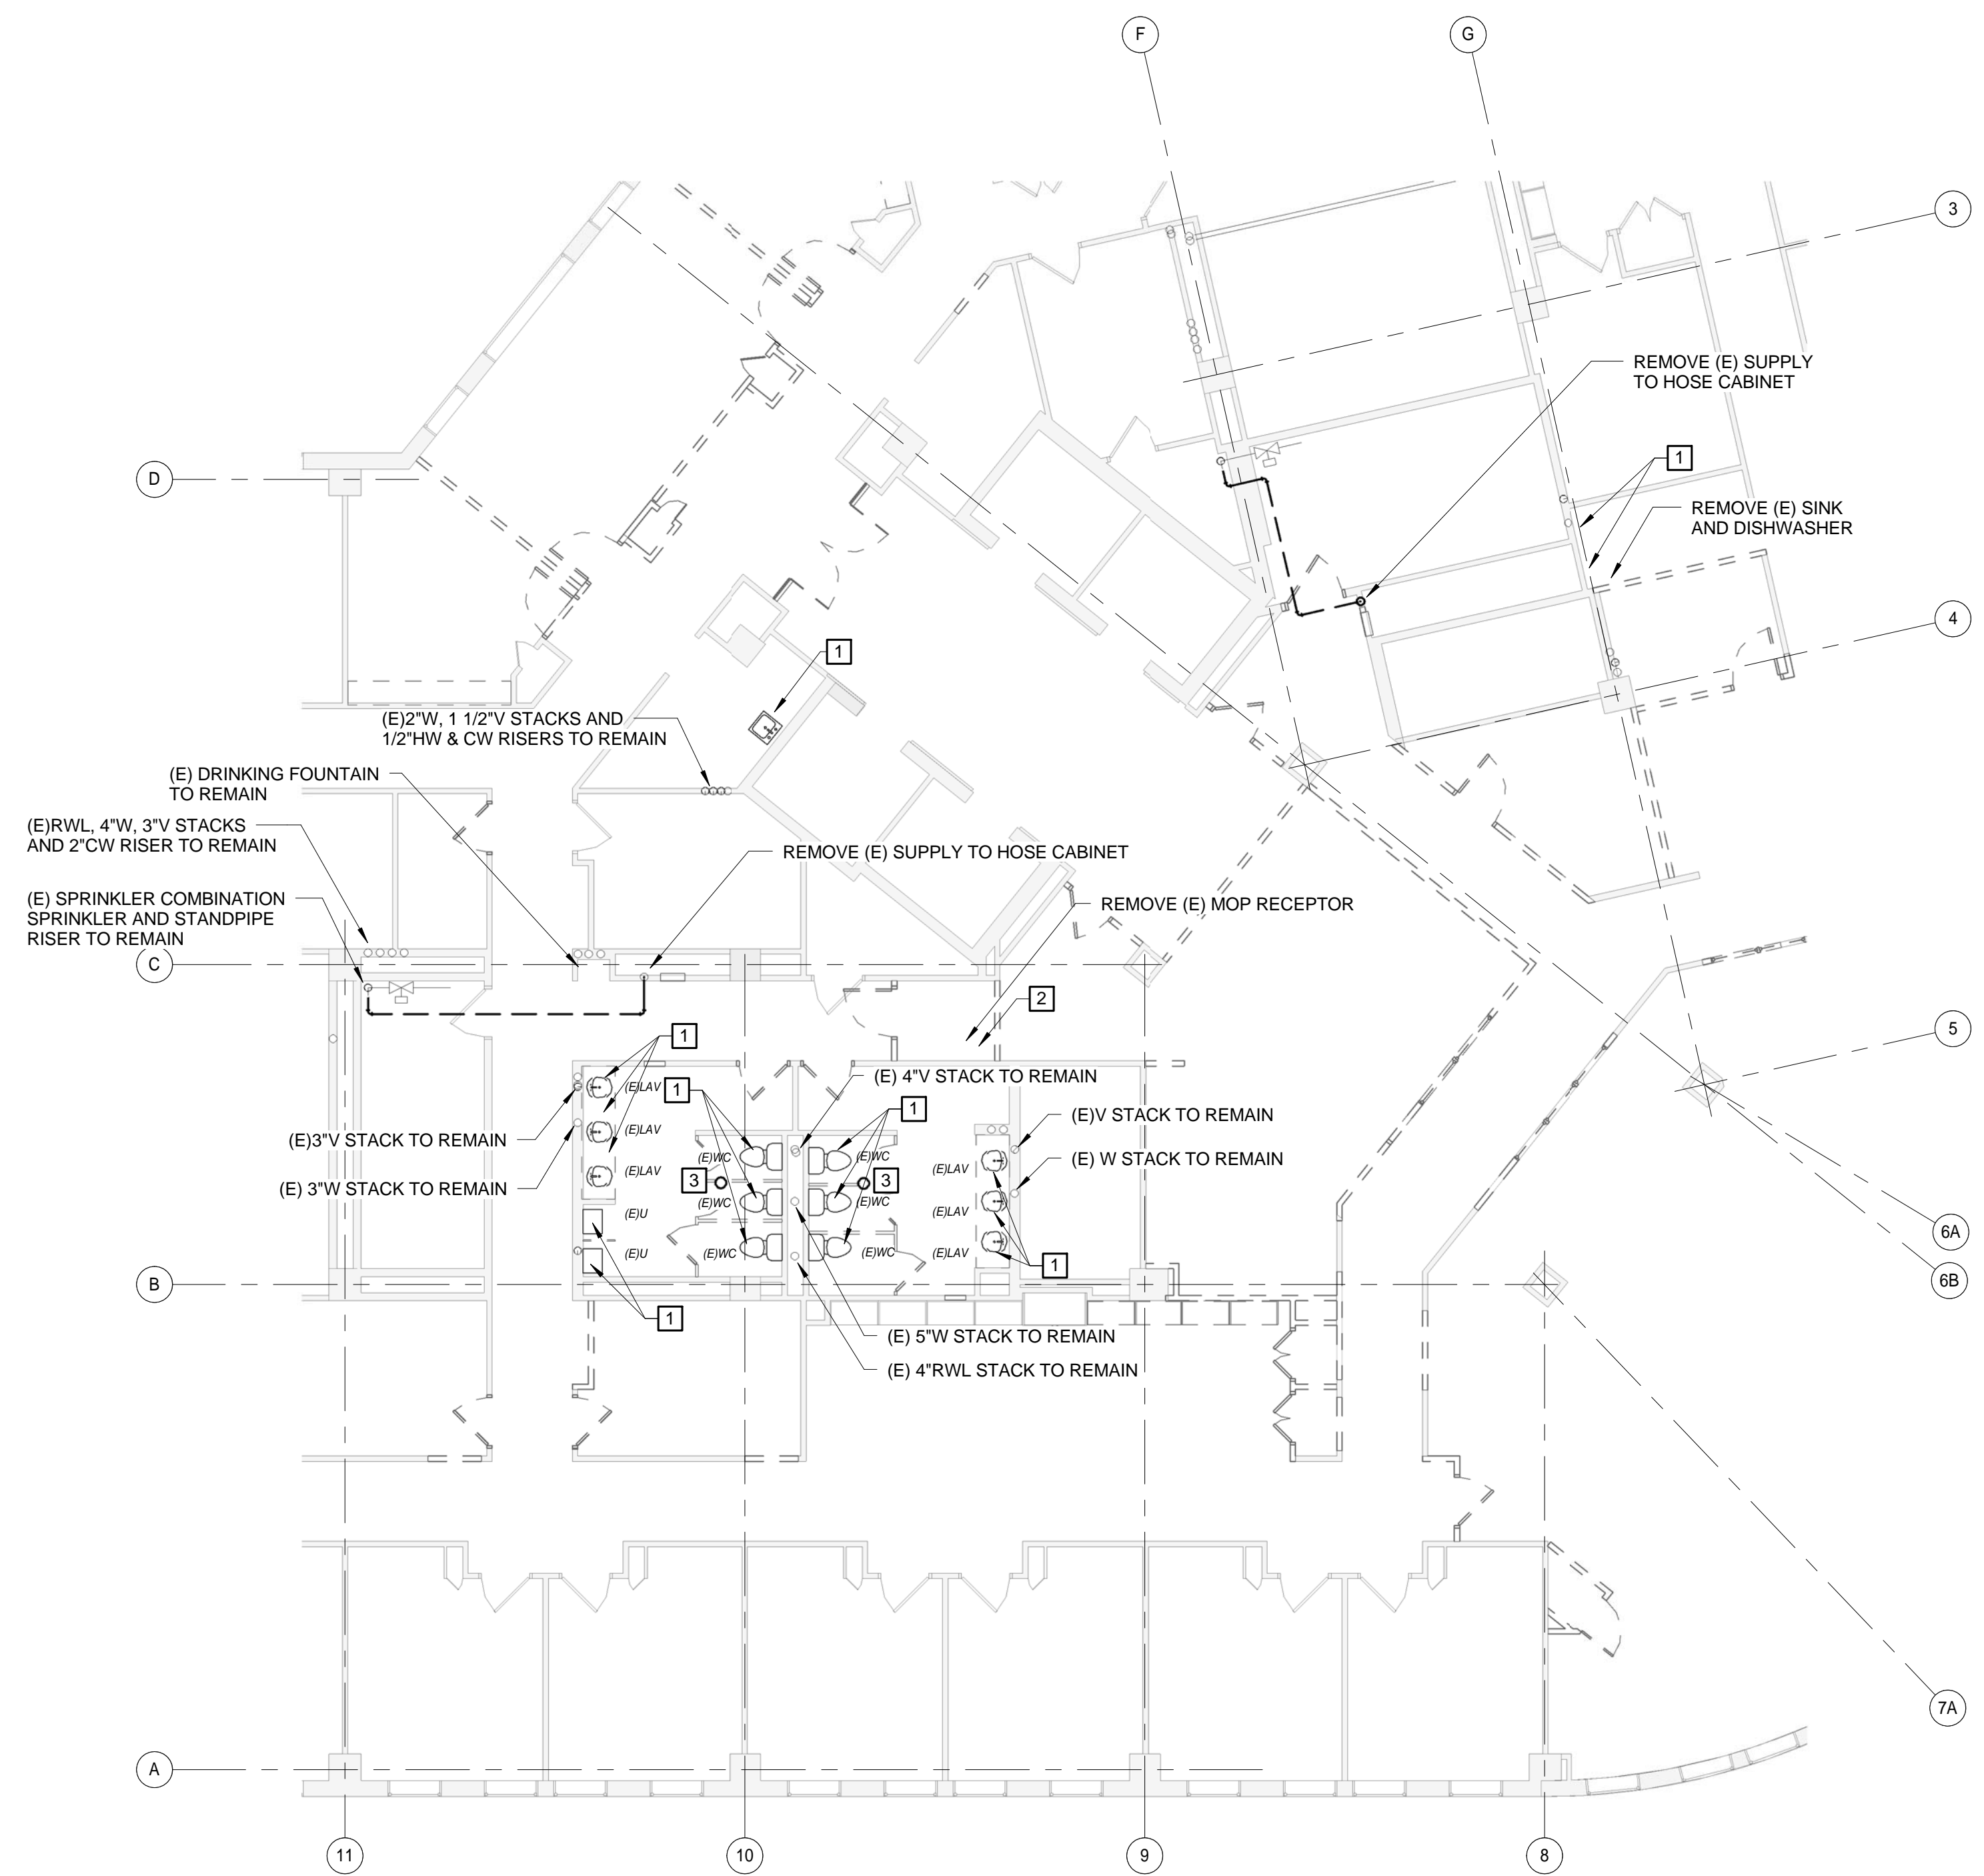 F
G
3
REMOVE (E) SUPPLY
TO HOSE CABINET
1
D
REMOVE (E) SINK
AND DISHWASHER
4
1
(E)2"W, 1 1/2"V STACKS AND
1/2"HW & CW RISERS TO REMAIN
(E) DRINKING FOUNTAIN
TO REMAIN
(E)RWL, 4"W, 3"V STACKS
AND 2"CW RISER TO REMAIN
REMOVE (E) SUPPLY TO HOSE CABINET
(E) SPRINKLER COMBINATION
SPRINKLER AND STANDPIPE
RISER TO REMAIN
REMOVE (E) MOP RECEPTOR
C
2
5
1
(E) 4"V STACK TO REMAIN
(E)LAV
1
1
(E)V STACK TO REMAIN
(E)3"V STACK TO REMAIN
(E)LAV
(E)WC
(E)WC
(E) W STACK TO REMAIN
(E)LAV
(E)LAV
3
3
(E) 3"W STACK TO REMAIN
(E)WC
(E)WC
(E)U
(E)LAV
6A
(E)U
(E)WC
(E)WC
(E)LAV
1
B
6B
1
(E) 5"W STACK TO REMAIN
(E) 4"RWL STACK TO REMAIN
7A
A
11
10
9
8